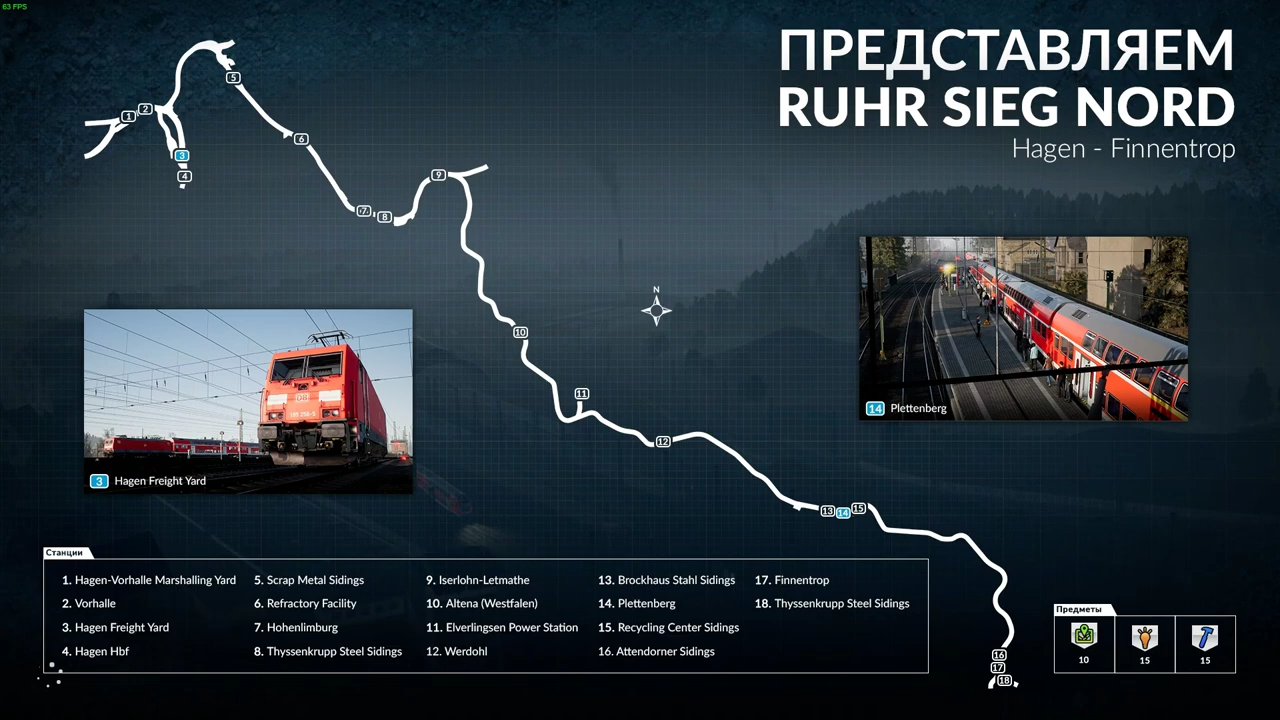 63 FPS
ПРЕДСТАВЛЯЕМ
RUHR SIEG NORD
Hagen - Finnentrop
5
1
2
6
3
4
9
7
8
N
10
11
12
13
14
15
16
17
18
DB
3 Hagen Freight Yard
14 Plettenberg
Станции
1. Hagen-Vorhalle Marshalling Yard
2. Vorhalle
3. Hagen Freight Yard
4. Hagen Hbf
5. Scrap Metal Sidings
6. Refractory Facility
7. Hohenlimburg
8. Thyssenkrupp Steel Sidings
9. Iserlohn-Letmathe
10. Altena (Westfalen)
11. Elverlingsen Power Station
12. Werdohl
13. Brockhaus Stahl Sidings
14. Plettenberg
15. Recycling Center Sidings
16. Attendorner Sidings
17. Finnentrop
18. Thyssenkrupp Steel Sidings
Предметы
10
15
15